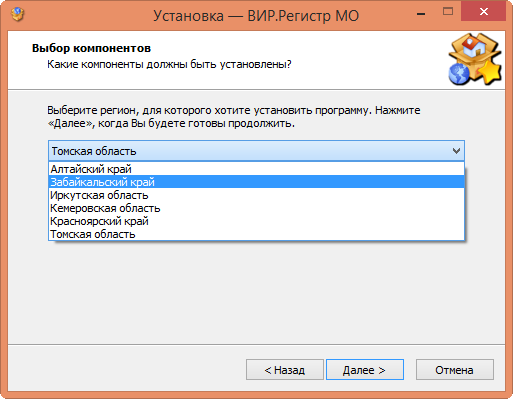 Установка — ВИР.Регистр МО
Выбор компонентов
Какие компоненты должны быть установлены?
Выберите регион, для которого хотите установить программу. Нажмите
«Далее», когда Вы будете готовы продолжить.
Томская область
Алтайский край
Забайкальский край
Иркутская область
Кемеровская область
Красноярский край
Томская область
< Назад
Далее >
Отмена